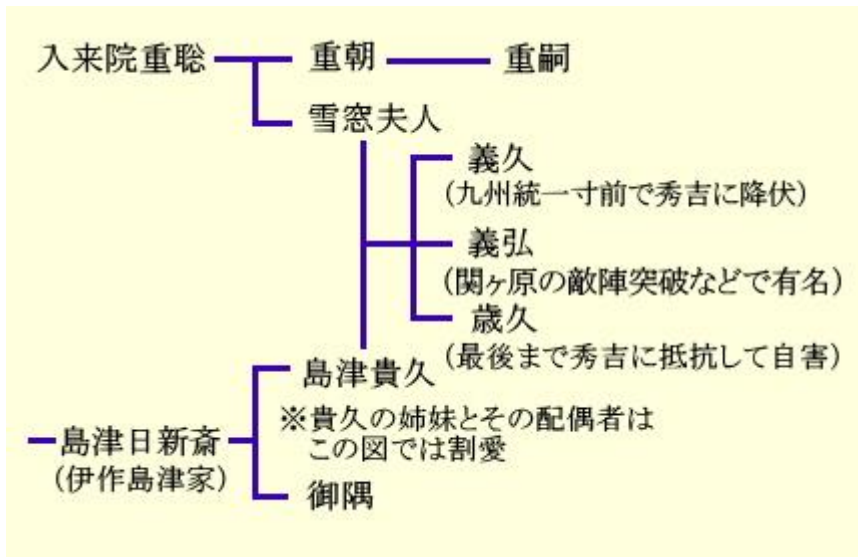 入来院重聡
重朝
重嗣
雪窓夫人
義久
(九州統一寸前で秀吉に降伏)
義弘
(関ヶ原の敵陣突破などで有名)
歳久
(最後まで秀吉に抵抗して自害)
島津貴久
※貴久の姉妹とその配偶者は
この図では割愛
島津日新斎
(伊作島津家)
御隅